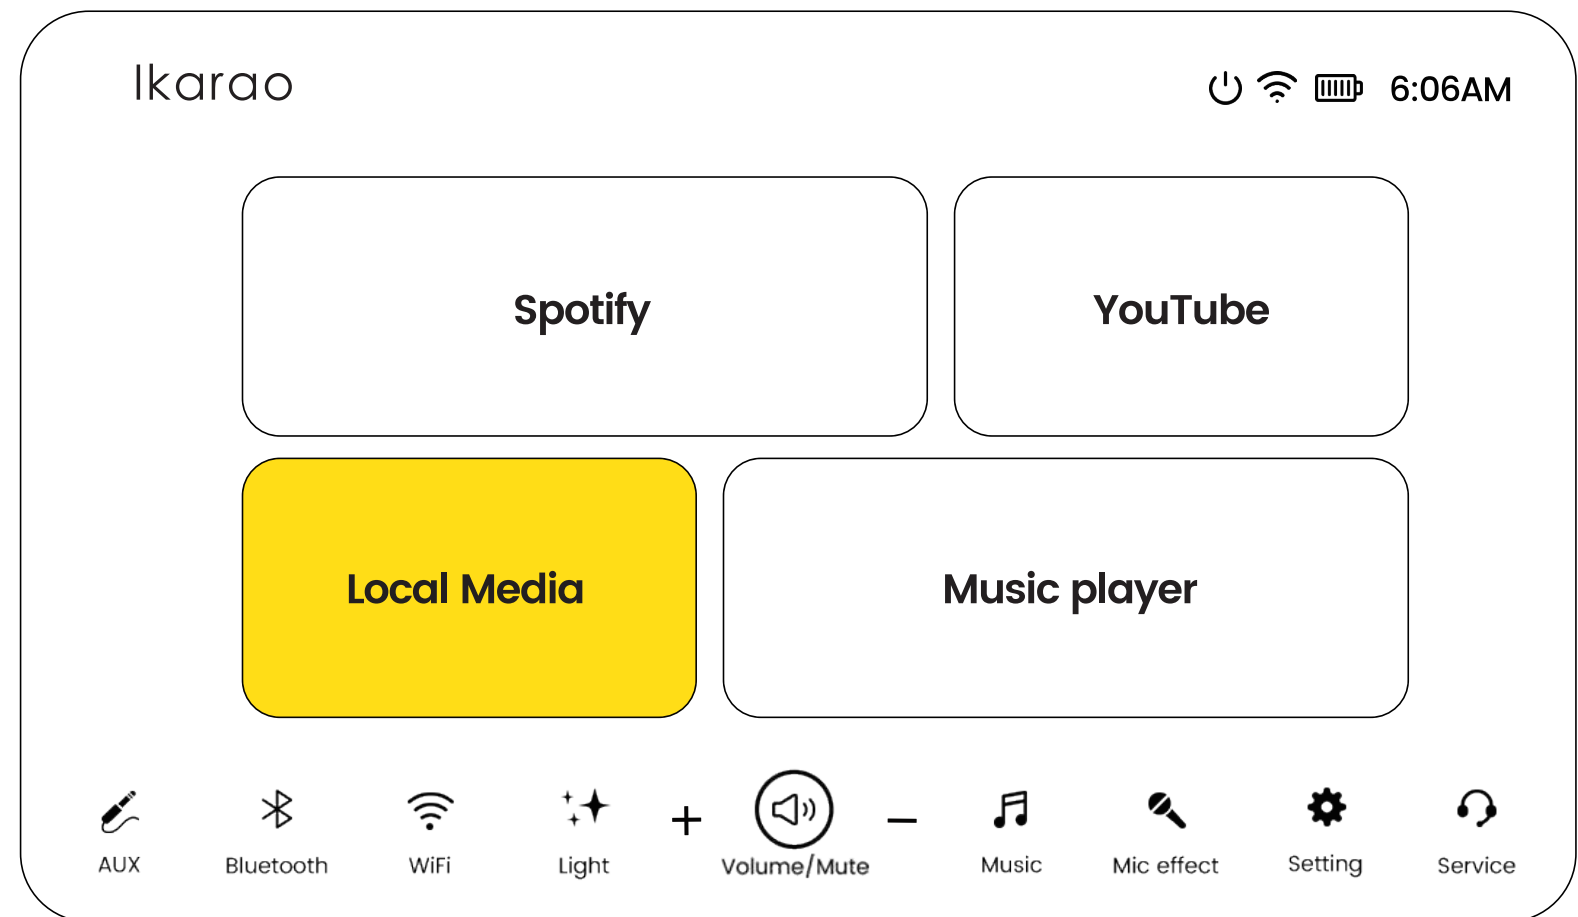 Ikarao
6:06AM
Spotify
YouTube
Local Media
Music player
+
−
AUX
Bluetooth
WiFi
Light
Volume/Mute
Music
Mic effect
Setting
Service